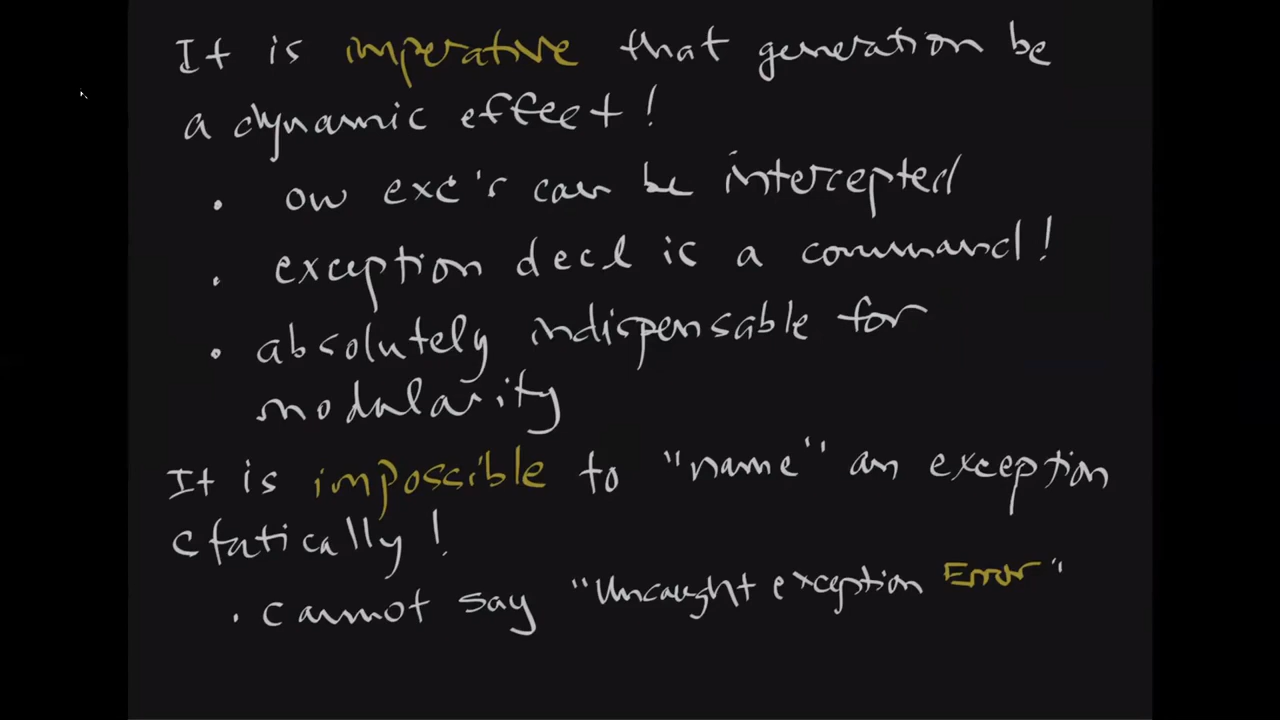 It is imperative that generation be
a dynamic effect!
• ow exc's can be intercepted
• exception decl is a command!
• absolutely indispensable for
modularity
It is impossible to "name" an exception
statically!
• cannot say "Uncaught exception Error"